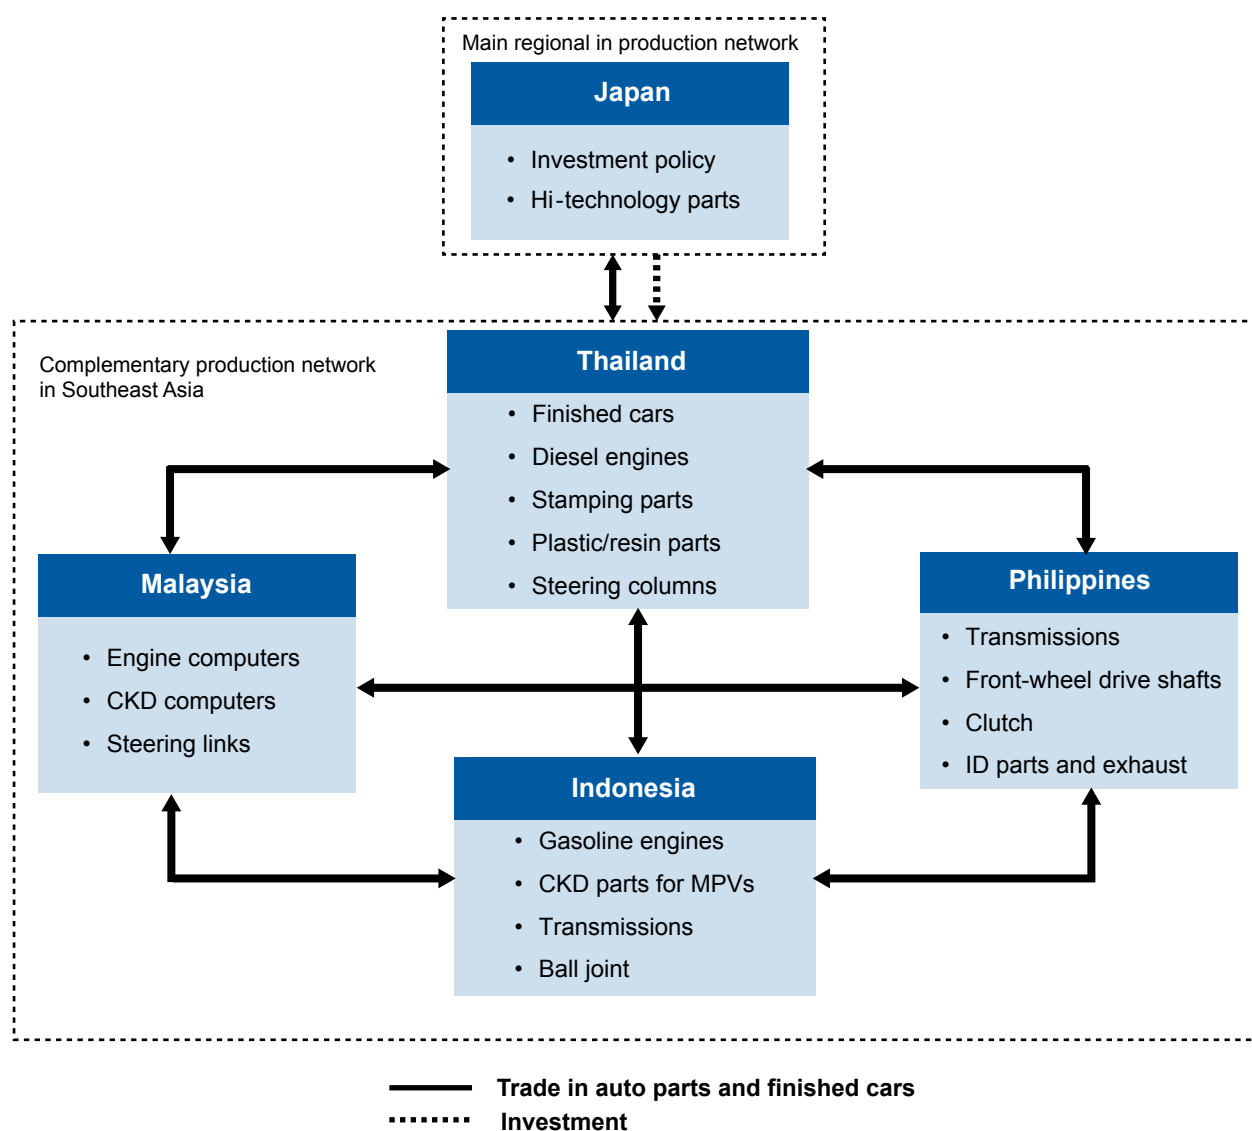 Main regional in production network
Japan
• Investment policy
• Hi-technology parts
Complementary production network
in Southeast Asia
Thailand
• Finished cars
• Diesel engines
• Stamping parts
• Plastic/resin parts
• Steering columns
Malaysia
• Engine computers
• CKD computers
• Steering links
Philippines
• Transmissions
• Front-wheel drive shafts
• Clutch
• ID parts and exhaust
Indonesia
• Gasoline engines
• CKD parts for MPVs
• Transmissions
• Ball joint
Trade in auto parts and finished cars
Investment